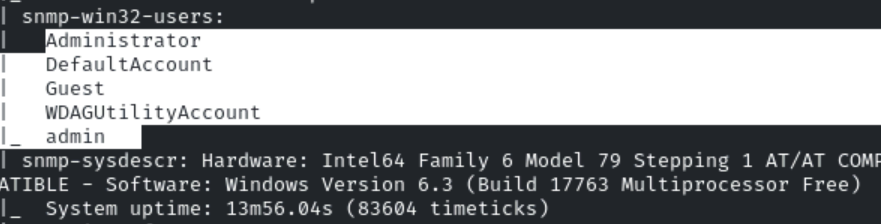 | snmp-win32-users:
|   Administrator
|   DefaultAccount
|   Guest
|   WDAGUtilityAccount
|_  admin
| snmp-sysdescr: Hardware: Intel64 Family 6 Model 79 Stepping 1 AT/AT COMP
ATIBLE - Software: Windows Version 6.3 (Build 17763 Multiprocessor Free)
|_  System uptime: 13m56.04s (83604 timeticks)